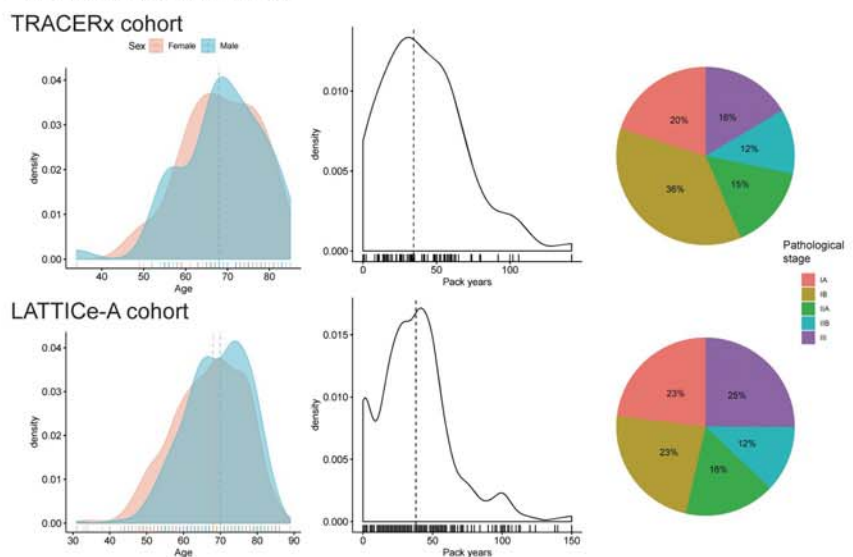 TRACERx cohort
Sex Female Male
0.04
0.03
0.02
0.01
0.00
density
40 60 70 80
Age
0.010
0.005
0.000
density
0 50 100
Pack years
20%
16%
12%
15%
36%
Pathological
stage
IA
IB
IIA
IIB
III
LATTICe-A cohort
0.04
0.03
0.02
0.01
0.00
density
30 40 50 60 70 80 90
Age
0.015
0.010
0.005
0.000
density
0 50 100 150
Pack years
23%
25%
12%
16%
23%